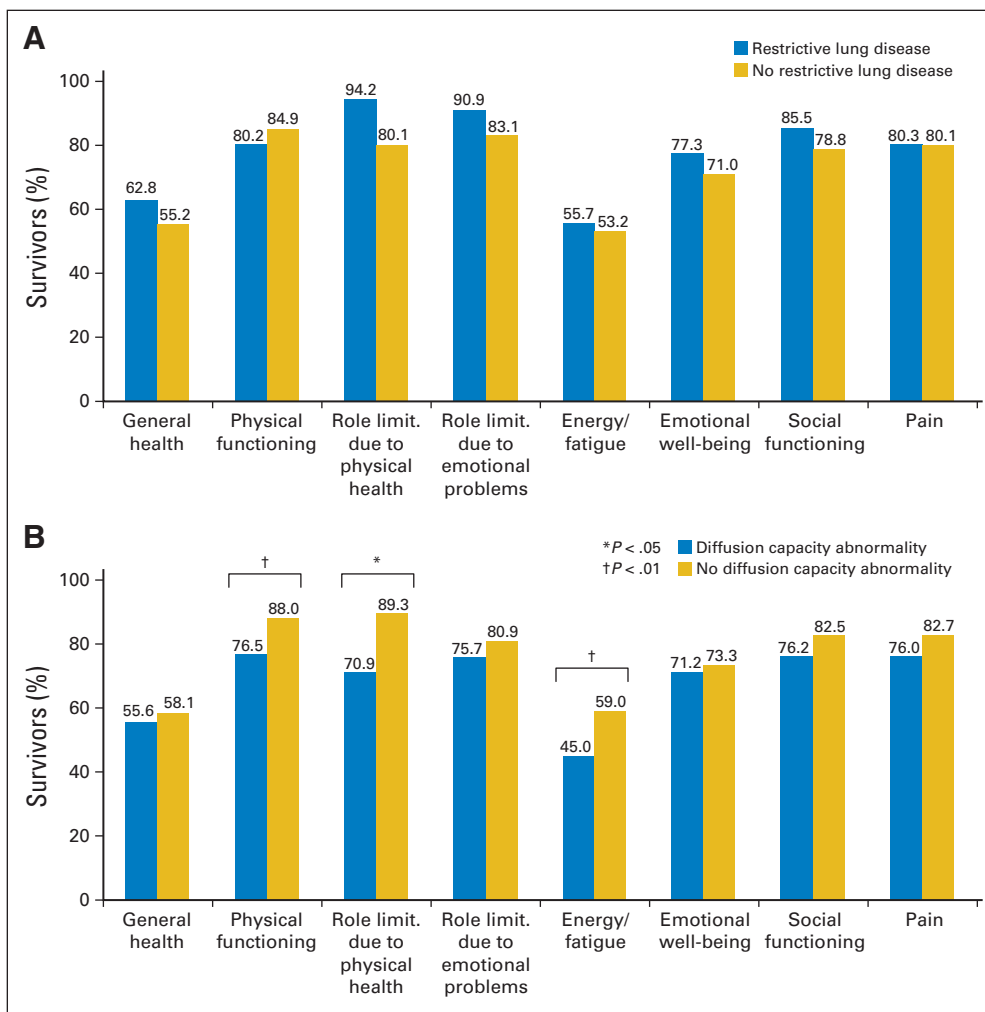 A
Restrictive lung disease
No restrictive lung disease
Survivors (%)
100
80
60
40
20
0
62.8
55.2
80.2
84.9
94.2
80.1
90.9
83.1
55.7
53.2
77.3
71.0
85.5
78.8
80.3
80.1
General
health
Physical
functioning
Role limit.
due to
physical
health
Role limit.
due to
emotional
problems
Energy/
fatigue
Emotional
well-being
Social
functioning
Pain
B
*P < .05
†P < .01
Diffusion capacity abnormality
No diffusion capacity abnormality
Survivors (%)
100
80
60
40
20
0
†
*
†
55.6
58.1
76.5
88.0
70.9
89.3
75.7
80.9
45.0
59.0
71.2
73.3
76.2
82.5
76.0
82.7
General
health
Physical
functioning
Role limit.
due to
physical
health
Role limit.
due to
emotional
problems
Energy/
fatigue
Emotional
well-being
Social
functioning
Pain